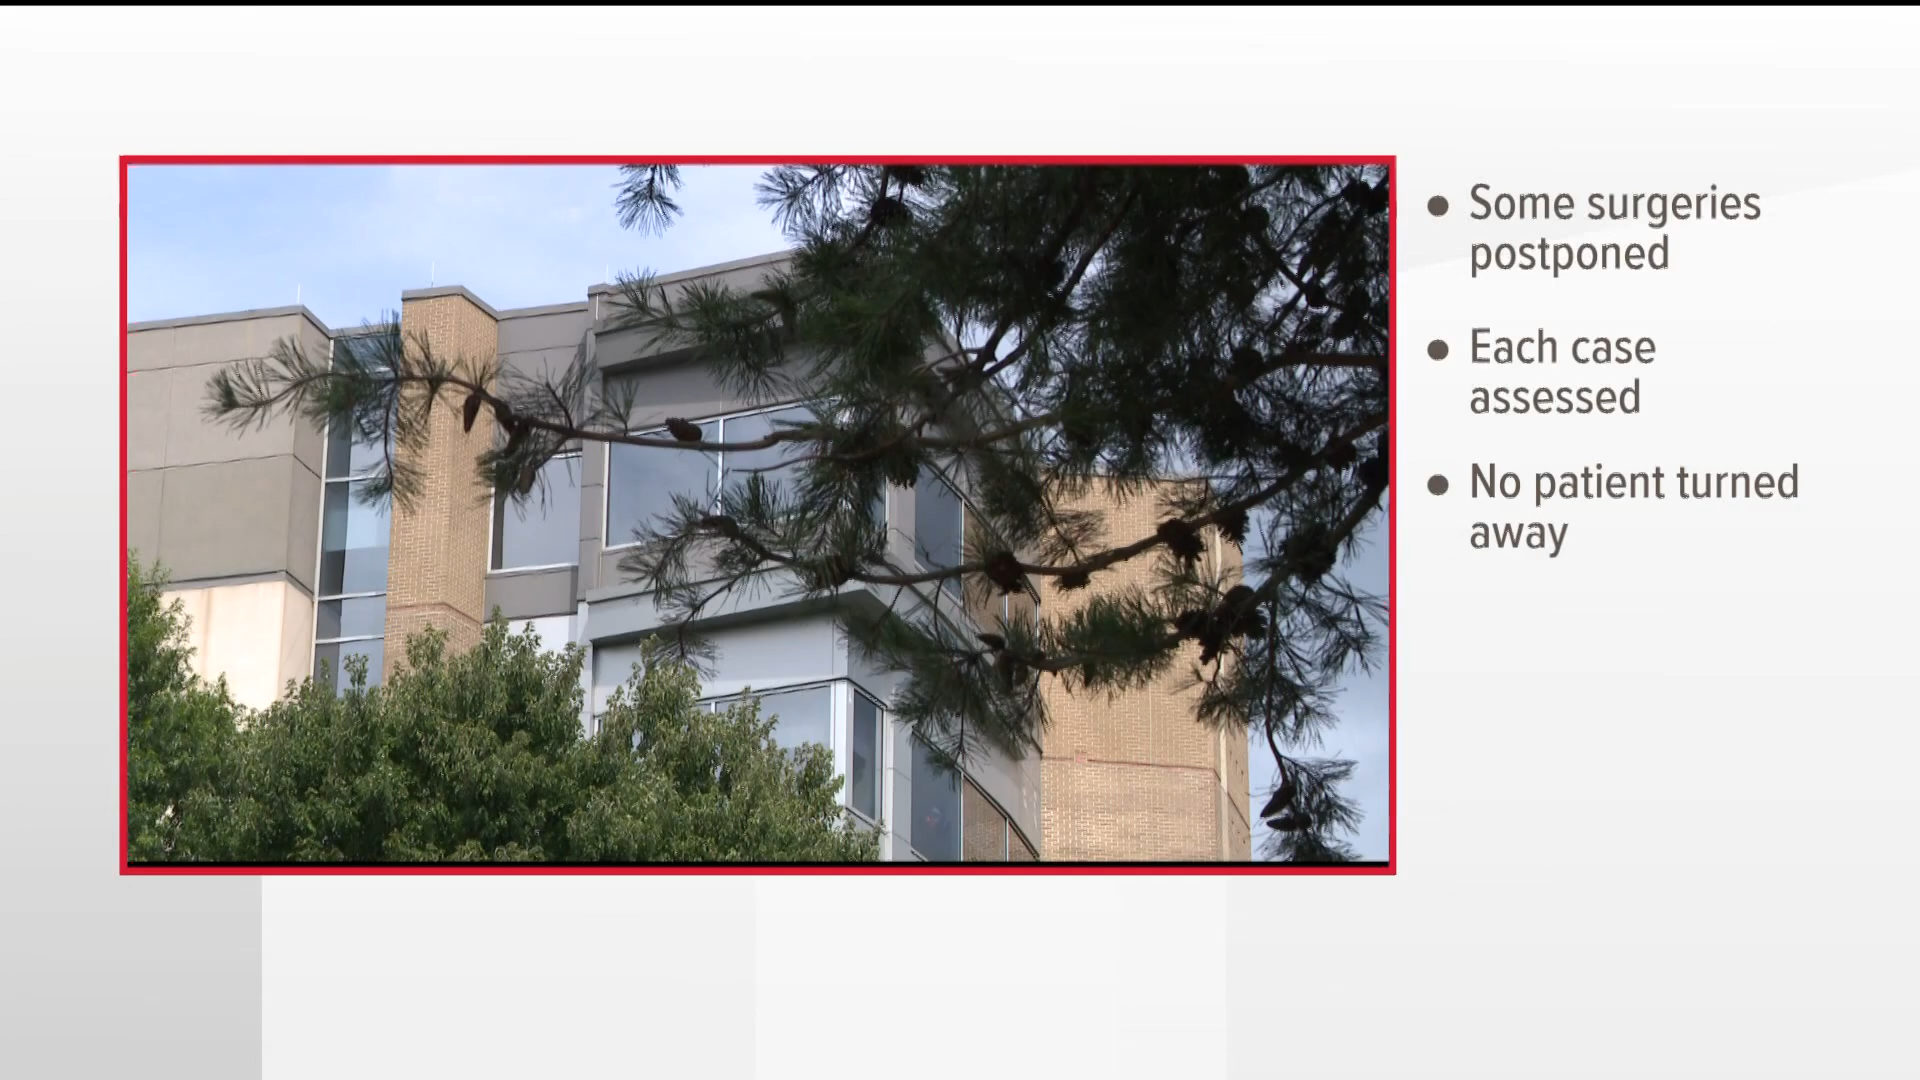 Some surgeries
postponed
Each case
assessed
No patient turned
away